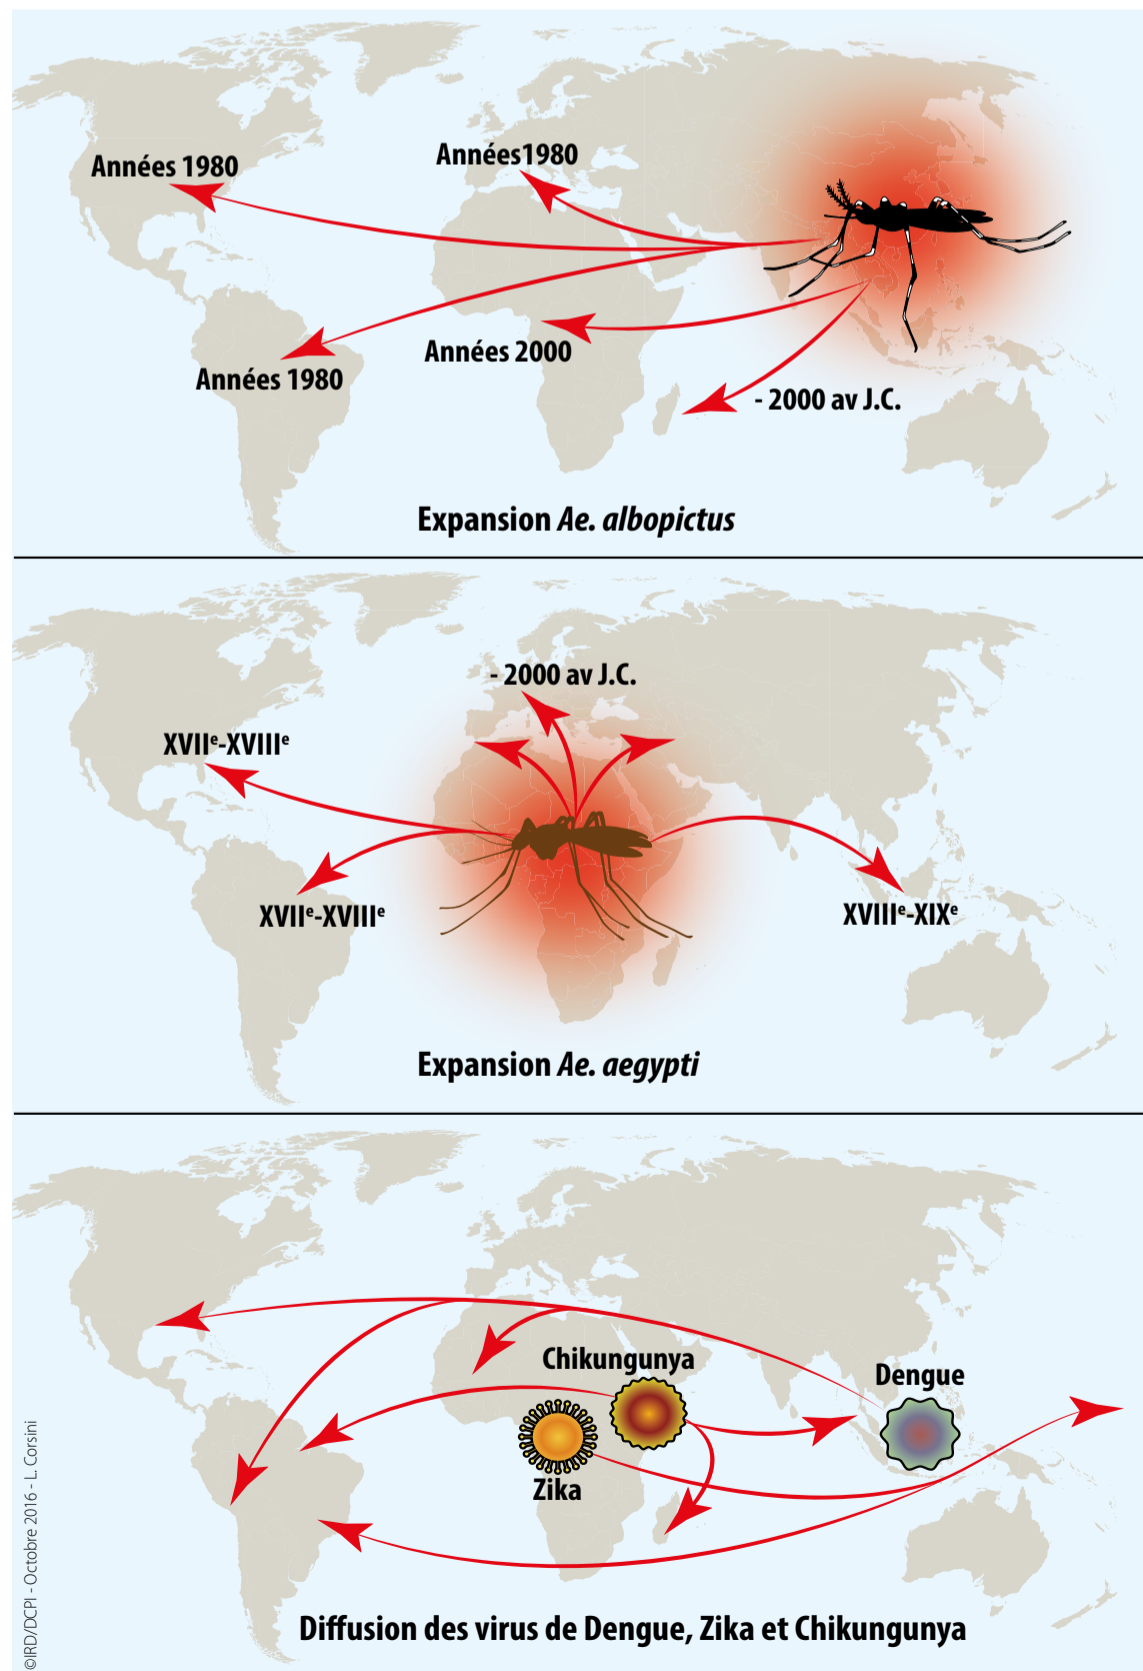 Années 1980
Années1980
Années 2000
Années 1980
- 2000 av J.C.
Expansion Ae. albopictus
- 2000 av J.C.
XVIIe-XVIIIe
XVIIe-XVIIIe
XVIIIe-XIXe
Expansion Ae. aegypti
Chikungunya
Dengue
Zika
Diffusion des virus de Dengue, Zika et Chikungunya
©IRD/DCPI - Octobre 2016 - L. Corsini